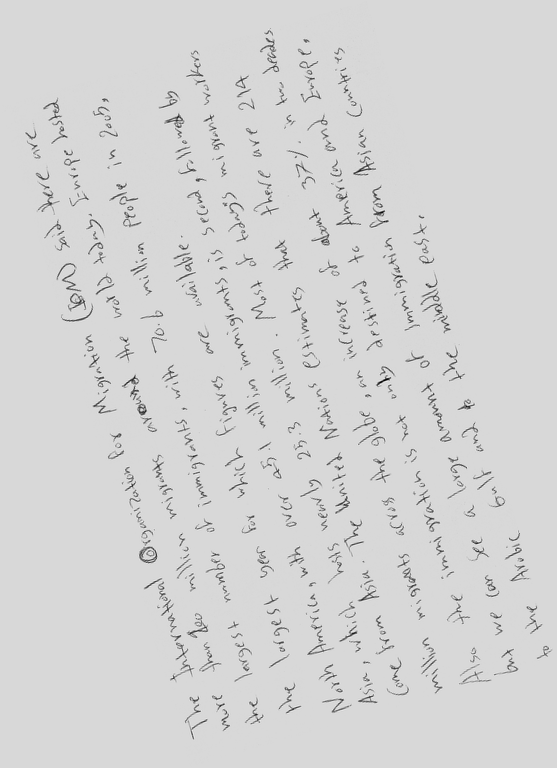 The International Organization for Migration (IOM) said there are
more than 200 million migrants around the world today. Europe hosted
the largest number of immigrants, with 70.6 million people in 2005,
the largest year for which figures are available.
North America, with over 45.1 million immigrants, is second, followed by
Asia, which hosts nearly 25.3 million. Most of today's migrant workers
come from Asia. The United Nations estimates that there are 214
million migrants across the globe, an increase of about 37% in two decades
Also the immigration is not only destined to America and Europe,
but we can see a large amount of immigration from Asian countries
to the Arabic Gulf and to the middle east.